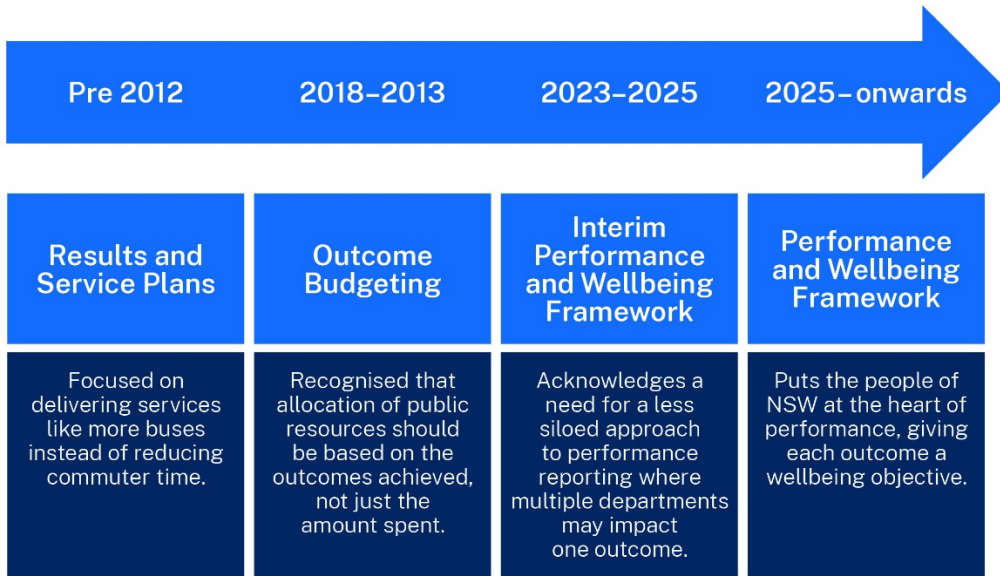 Pre 2012
2018–2013
2023–2025
2025–onwards
Results and
Service Plans
Focused on
delivering services
like more buses
instead of reducing
commuter time.
Outcome
Budgeting
Recognised that
allocation of public
resources should
be based on the
outcomes achieved,
not just the
amount spent.
Interim
Performance
and Wellbeing
Framework
Acknowledges a
need for a less
siloed approach
to performance
reporting where
multiple departments
may impact
one outcome.
Performance
and Wellbeing
Framework
Puts the people of
NSW at the heart of
performance, giving
each outcome a
wellbeing objective.